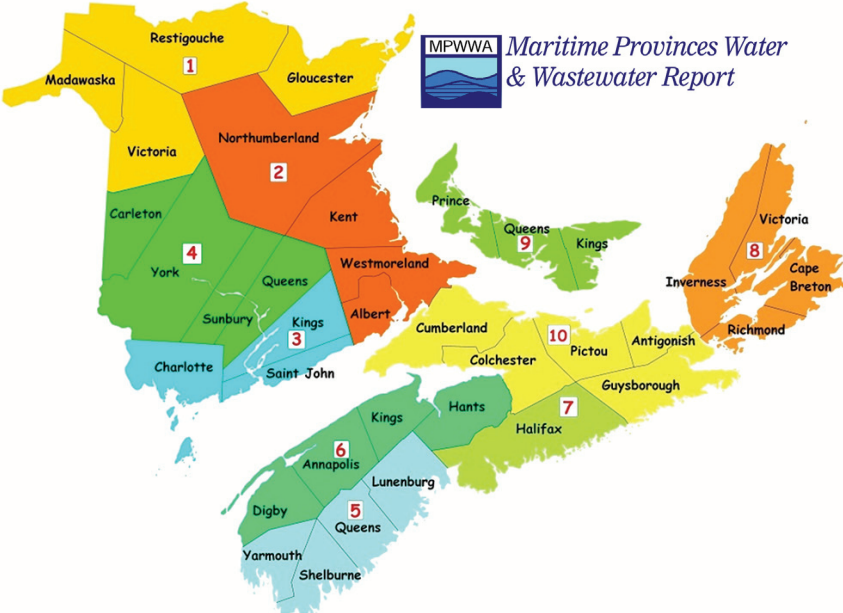 MPWWA
Maritime Provinces Water
& Wastewater Report
Restigouche
1
Madawaska
Gloucester
Northumberland
Victoria
2
Carleton
Kent
4
York
Westmoreland
Queens
Albert
Sunbury
Kings
3
Charlotte
Saint John
Prince
Queens
9
Kings
Victoria
8
Cape
Breton
Inverness
Richmond
Cumberland
10
Pictou
Antigonish
Colchester
Guysborough
7
Halifax
Hants
Kings
6
Annapolis
Lunenburg
Digby
5
Queens
Yarmouth
Shelburne